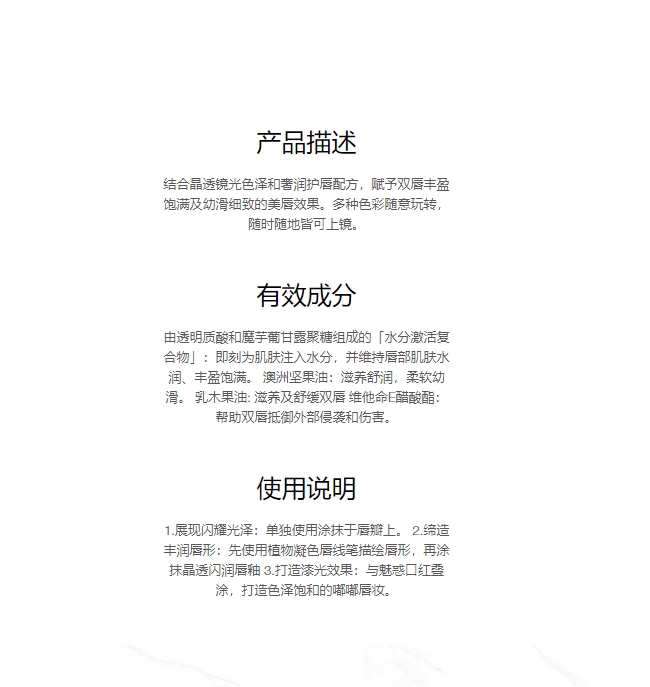 产品描述
结合晶透镜光色泽和奢润护唇配方，赋予双唇丰盈
饱满及幼滑细致的美唇效果。多种色彩随意玩转，
随时随地皆可上镜。
有效成分
由透明质酸和魔芋葡甘露聚糖组成的「水分激活复
合物」：即刻为肌肤注入水分，并维持唇部肌肤水
润、丰盈饱满。 澳洲坚果油：滋养舒润，柔软幼
滑。 乳木果油: 滋养及舒缓双唇 维他命E醋酸酯：
帮助双唇抵御外部侵袭和伤害。
使用说明
1.展现闪耀光泽：单独使用涂抹于唇瓣上。 2.缔造
丰润唇形：先使用植物凝色唇线笔描绘唇形，再涂
抹晶透闪润唇釉 3.打造漆光效果：与魅惑口红叠
涂，打造色泽饱和的嘟嘟唇妆。